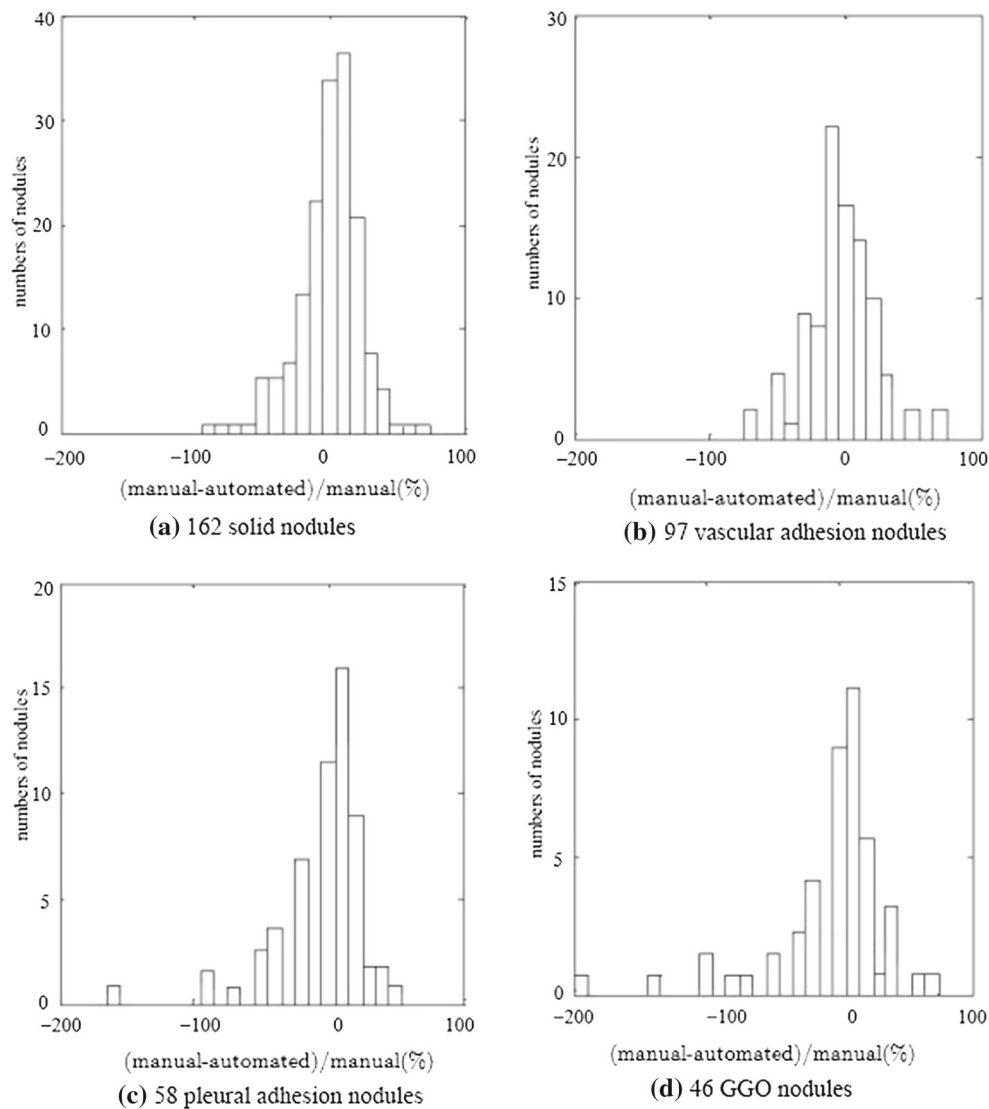 40
30
20
10
0
numbers of nodules
−200
−100
0
100
(manual-automated)/manual(%)
(a) 162 solid nodules
30
20
10
0
numbers of nodules
−200
−100
0
100
(manual-automated)/manual(%)
(b) 97 vascular adhesion nodules
20
15
10
5
0
numbers of nodules
−200
−100
0
100
(manual-automated)/manual(%)
(c) 58 pleural adhesion nodules
15
10
5
0
numbers of nodules
−200
−100
0
100
(manual-automated)/manual(%)
(d) 46 GGO nodules